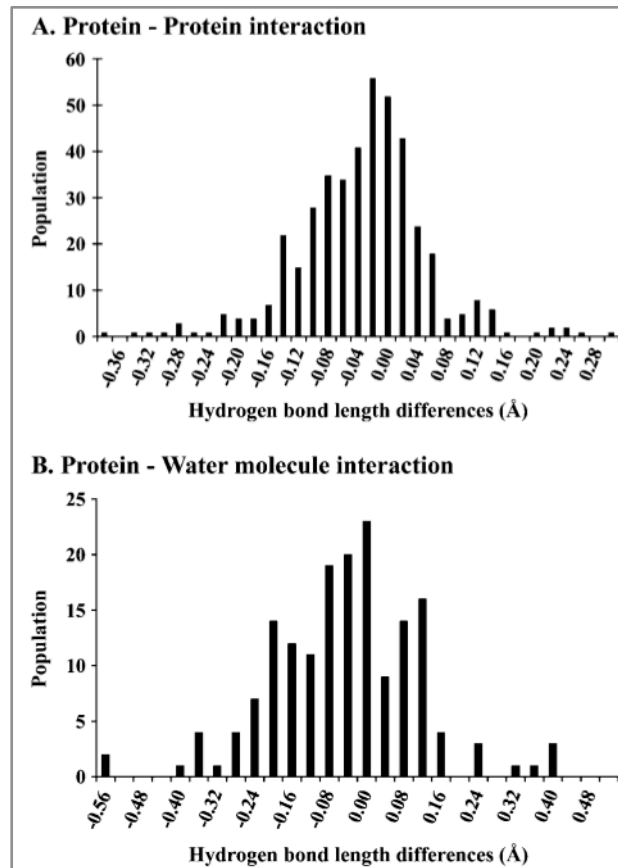 A. Protein - Protein interaction
60
50
40
30
20
10
0
Population
-0.36 -0.32 -0.28 -0.24 -0.20 -0.16 -0.12 -0.08 -0.04 0.00 0.04 0.08 0.12 0.16 0.20 0.24 0.28
Hydrogen bond length differences (Å)
B. Protein - Water molecule interaction
25
20
15
10
5
0
Population
-0.56 -0.48 -0.40 -0.32 -0.24 -0.16 -0.08 0.00 0.08 0.16 0.24 0.32 0.40 0.48
Hydrogen bond length differences (Å)